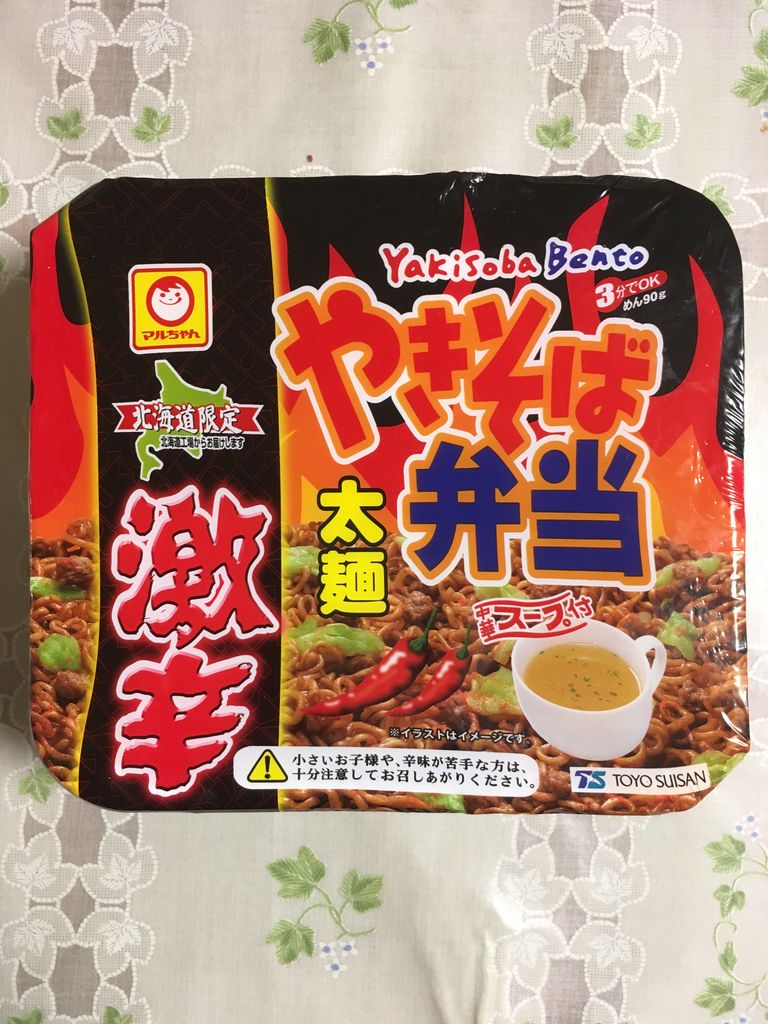 Yakisoba Bento
3分でOK
めん90g
マルちゃん
やきそば
弁当
北海道限定
北海道工場からお届けします
太麺
激辛
中華スープ付
※イラストはイメージです。
小さいお子様や、辛味が苦手な方は、
十分注意してお召しあがりください。
TS TOYO SUISAN